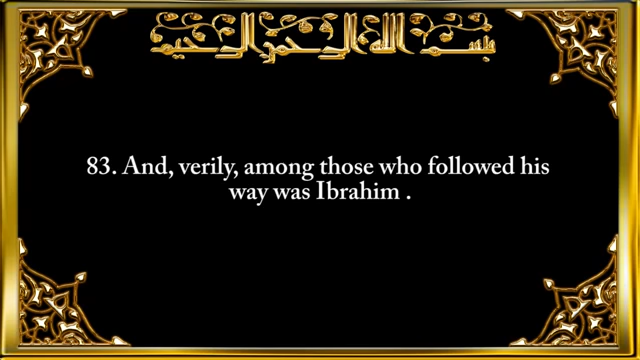 بسم الله الرحمن الرحيم
83. And, verily, among those who followed his
way was Ibrahim .